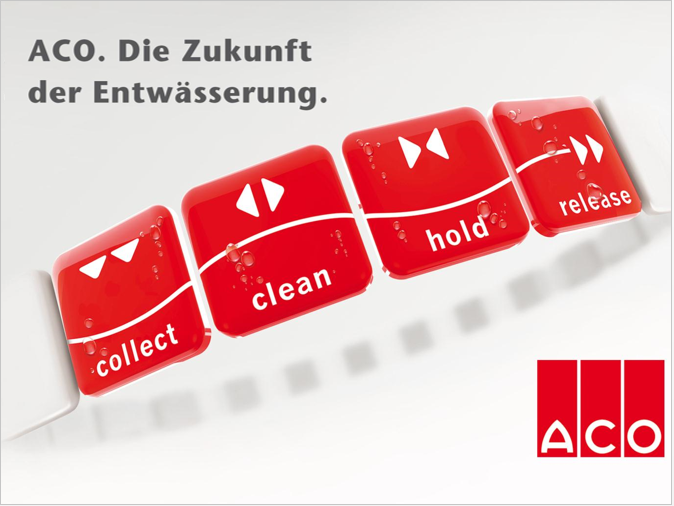 ACO. Die Zukunft
der Entwässerung.
collect
clean
hold
release
ACO